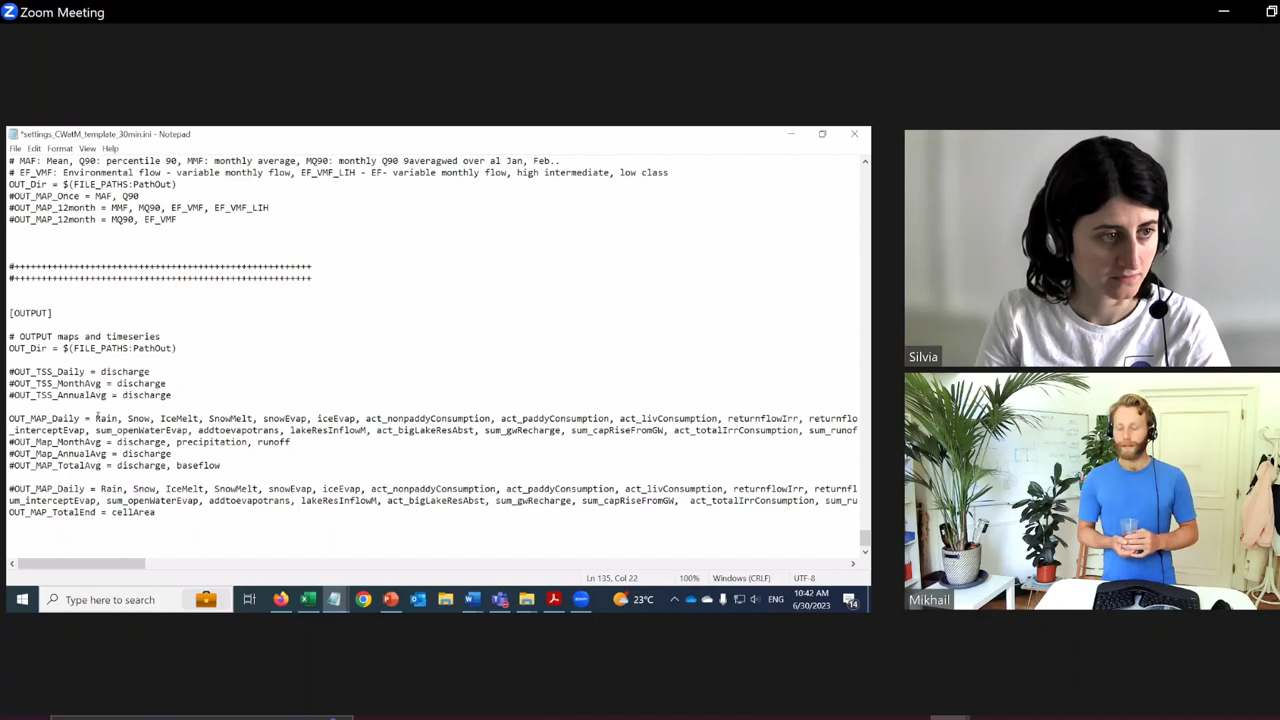 Zoom Meeting
*settings_CWatM_template_30min.ini - Notepad
File Edit Format View Help
# MAF: Mean, Q90: percentile 90, MMF: monthly average, MQ90: monthly Q90 9averagwed over al Jan, Feb..
# EF_VMF: Environmental flow - variable monthly flow, EF_VMF_LIH - EF- variable monthly flow, high intermediate, low class
OUT_Dir = $(FILE_PATHS:PathOut)
#OUT_MAP_Once = MAF, Q90
#OUT_MAP_12month = MMF, MQ90, EF_VMF, EF_VMF_LIH
#OUT_MAP_12month = MQ90, EF_VMF
#++++++++++++++++++++++++++++++++++++++++++++++++++++++++
#++++++++++++++++++++++++++++++++++++++++++++++++++++++++
[OUTPUT]
# OUTPUT maps and timeseries
OUT_Dir = $(FILE_PATHS:PathOut)
#OUT_TSS_Daily = discharge
#OUT_TSS_MonthAvg = discharge
#OUT_TSS_AnnualAvg = discharge
OUT_MAP_Daily = Rain, Snow, IceMelt, SnowMelt, snowEvap, iceEvap, act_nonpaddyConsumption, act_paddyConsumption, act_livConsumption, returnflowIrr, returnflo
_interceptEvap, sum_openWaterEvap, addtoevapotrans, lakeResInflowM, act_bigLakeResAbst, sum_gwRecharge, sum_capRiseFromGW, act_totalIrrConsumption, sum_runof
#OUT_Map_MonthAvg = discharge, precipitation, runoff
#OUT_Map_AnnualAvg = discharge
#OUT_MAP_TotalAvg = discharge, baseflow
#OUT_MAP_Daily = Rain, Snow, IceMelt, SnowMelt, snowEvap, iceEvap, act_nonpaddyConsumption, act_paddyConsumption, act_livConsumption, returnflowIrr, returnfl
um_interceptEvap, sum_openWaterEvap, addtoevapotrans, lakeResInflowM, act_bigLakeResAbst, sum_gwRecharge, sum_capRiseFromGW, act_totalIrrConsumption, sum_ru
OUT_MAP_TotalEnd = cellArea
Ln 135, Col 22 100% Windows (CRLF) UTF-8
Type here to search 23°C ENG 10:42 AM
6/30/2023 14
Silvia
Mikhail